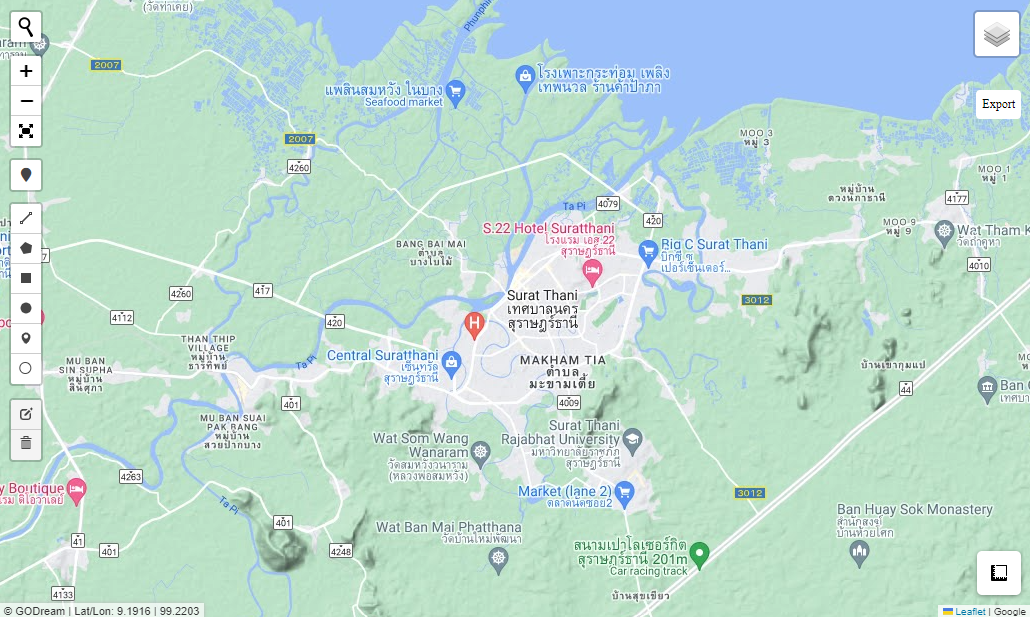 (วัดท่าเคย)
Phunphin
2007
Export
โรงเพาะกระท่อม เพลิง
เทพนวล ร้านค้าป้าภา
แพลินสมหวัง ในบาง
Seafood market
2007
4260
MOO 3
หมู่ 3
MOO 1
หมู่ 1
หมู่บ้าน
ดวงนภาธานี
4177
Ta Pi
4079
420
S.22 Hotel Suratthani
โรงแรม เอส.22
สุราษฎร์ธานี
MOO 9
หมู่ 9
Wat Tham K
วัดถ้ำคูหา
BANG BAI MAI
ตำบล
บางใบไม้
Big C Surat Thani
บิ๊กซี ซุ
เปอร์เซ็นเตอร์...
4010
7
4260
417
3012
Surat Thani
เทศบาลนคร
สุราษฎร์ธานี
4112
420
THAN THIP
VILLAGE
หมู่บ้าน
ธารทิพย์
Ta Pi
Central Suratthani
เซ็นทรัล
สุราษฎร์ธานี
MAKHAM TIA
ตำบล
มะขามเตี้ย
MU BAN
SIN SUPHA
หมู่บ้าน
สินศุภา
บ้านเขากุมแป
44
401
4009
MU BAN SUAI
PAK BANG
หมู่บ้าน
สวยปากบาง
Surat Thani
Rajabhat University
มหาวิทยาลัยราชภัฏ
สุราษฎร์ธานี
Wat Som Wang
Wanaram
วัดสมหวังวนาราม
(หลวงพ่อสมหวัง)
4263
y Boutique
รม ดิโอวาเลย์
Market (lane 2)
ตลาดนัดซอย2
3012
Ta Pi
401
Wat Ban Mai Phatthana
วัดบ้านใหม่พัฒนา
Ban Huay Sok Monastery
สำนักสงฆ์
บ้านห้วยโศก
41
401
4248
สนามเปาโลเซอร์กิต
สุราษฎร์ธานี 201m
Car racing track
4133
บ้านสุขเขียว
© GODream | Lat/Lon: 9.1916 | 99.2203
Leaflet | Google